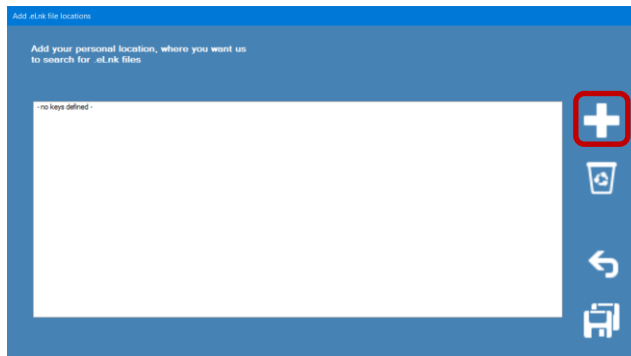 Add .eLnk file locations
Add your personal location, where you want us
to search for .eLnk files
- no keys defined -